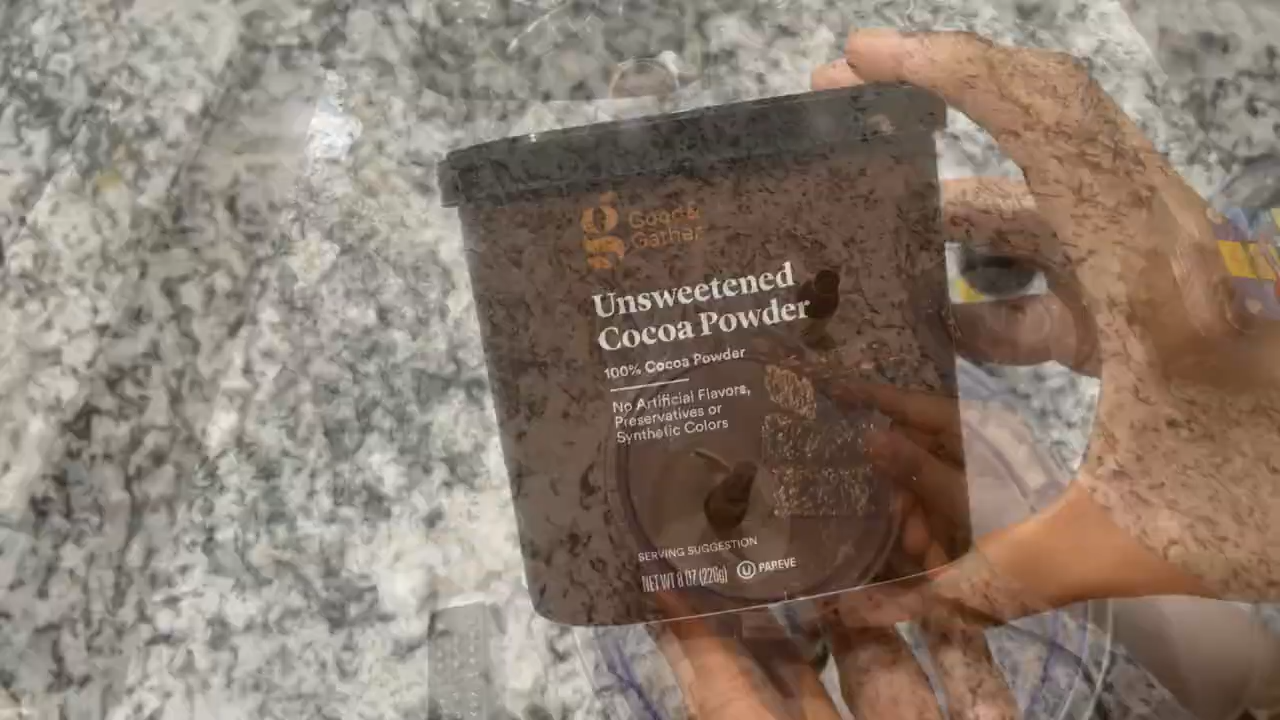 Good &
Gather
Unsweetened
Cocoa Powder
100% Cocoa Powder
No Artificial Flavors,
Preservatives or
Synthetic Colors
SERVING SUGGESTION
NET WT 8 OZ (226g)
U PAREVE